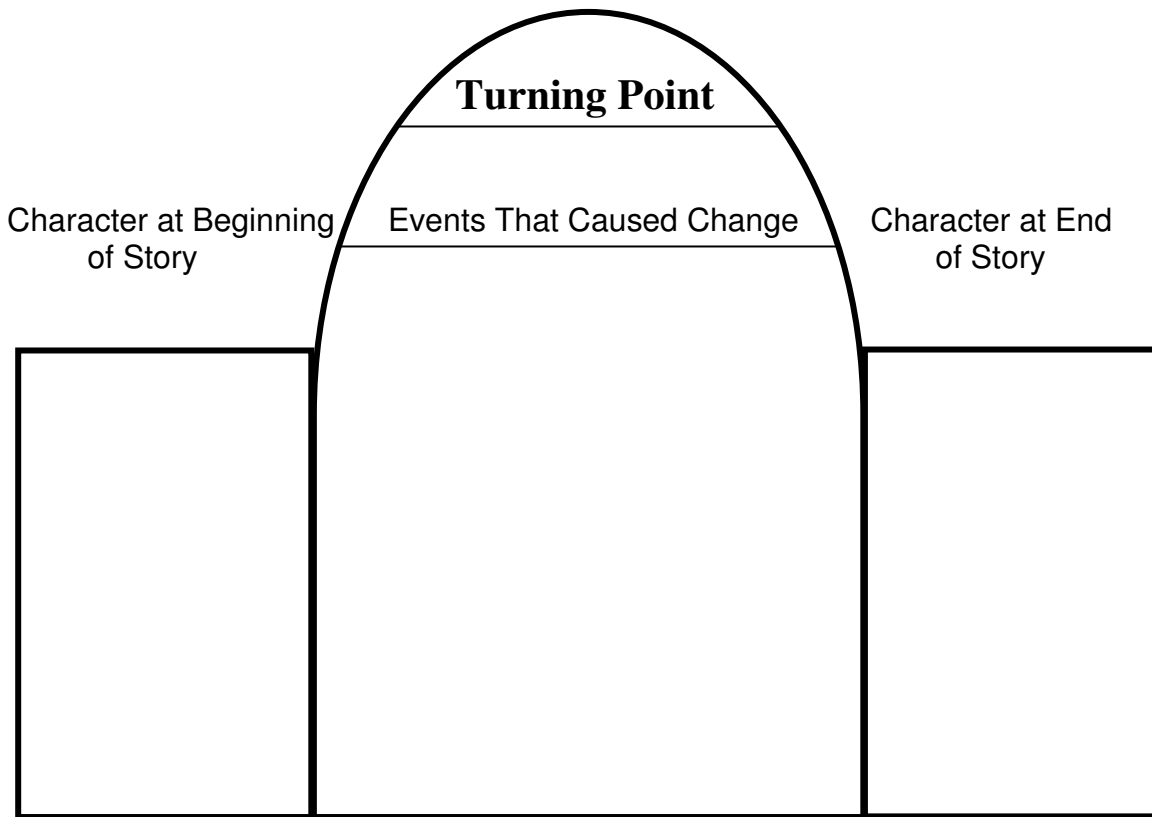 Turning Point
Character at Beginning
of Story
Events That Caused Change
Character at End
of Story